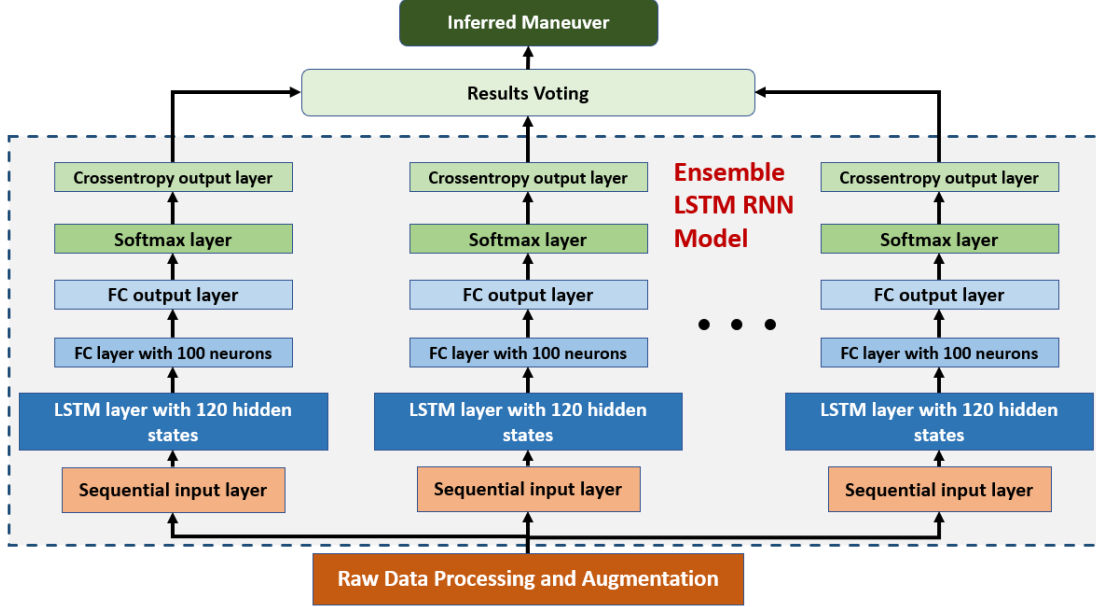 Inferred Maneuver
Results Voting
Crossentropy output layer
Crossentropy output layer
Ensemble
LSTM RNN
Model
Crossentropy output layer
Softmax layer
Softmax layer
Softmax layer
FC output layer
FC output layer
FC output layer
FC layer with 100 neurons
FC layer with 100 neurons
FC layer with 100 neurons
LSTM layer with 120 hidden
states
LSTM layer with 120 hidden
states
LSTM layer with 120 hidden
states
Sequential input layer
Sequential input layer
Sequential input layer
Raw Data Processing and Augmentation